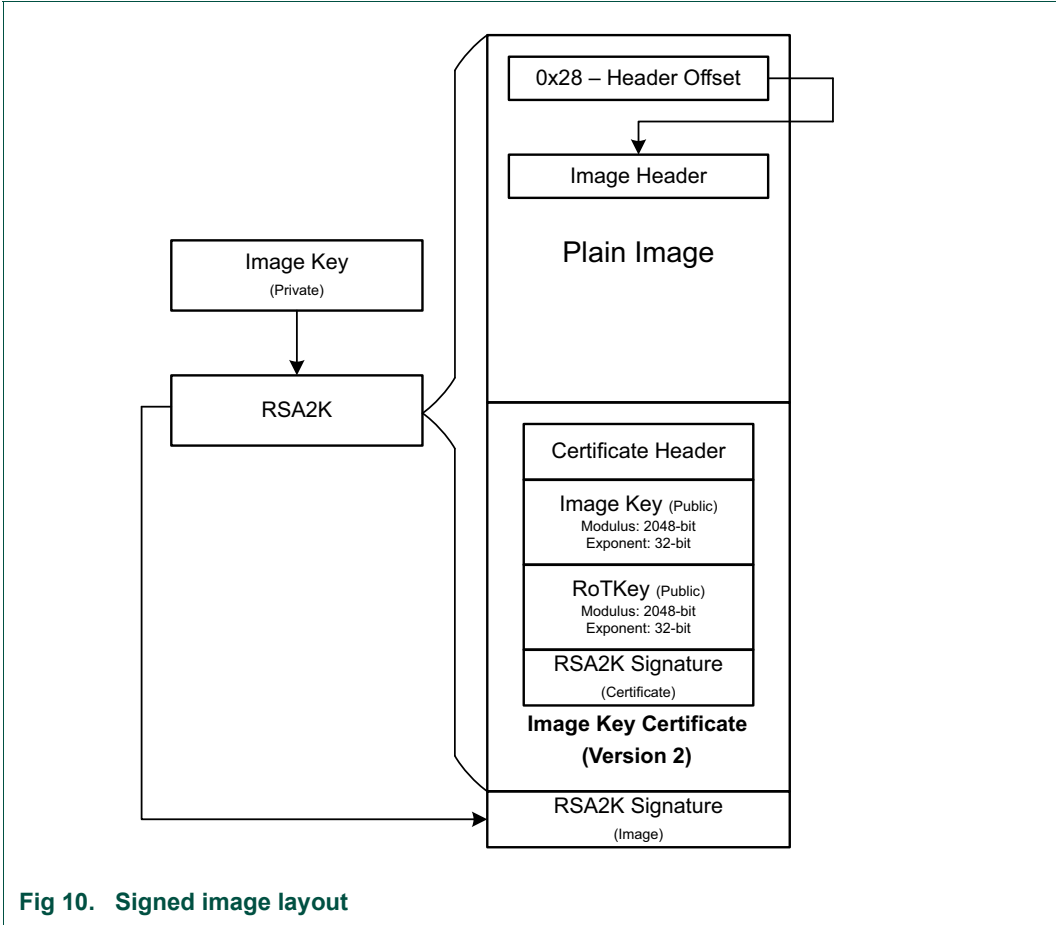 0x28 – Header Offset
Image Header
Plain Image
Image Key
(Private)
RSA2K
Certificate Header
Image Key (Public)
Modulus: 2048-bit
Exponent: 32-bit
RoTKey (Public)
Modulus: 2048-bit
Exponent: 32-bit
RSA2K Signature
(Certificate)
Image Key Certificate
(Version 2)
RSA2K Signature
(Image)
Fig 10. Signed image layout